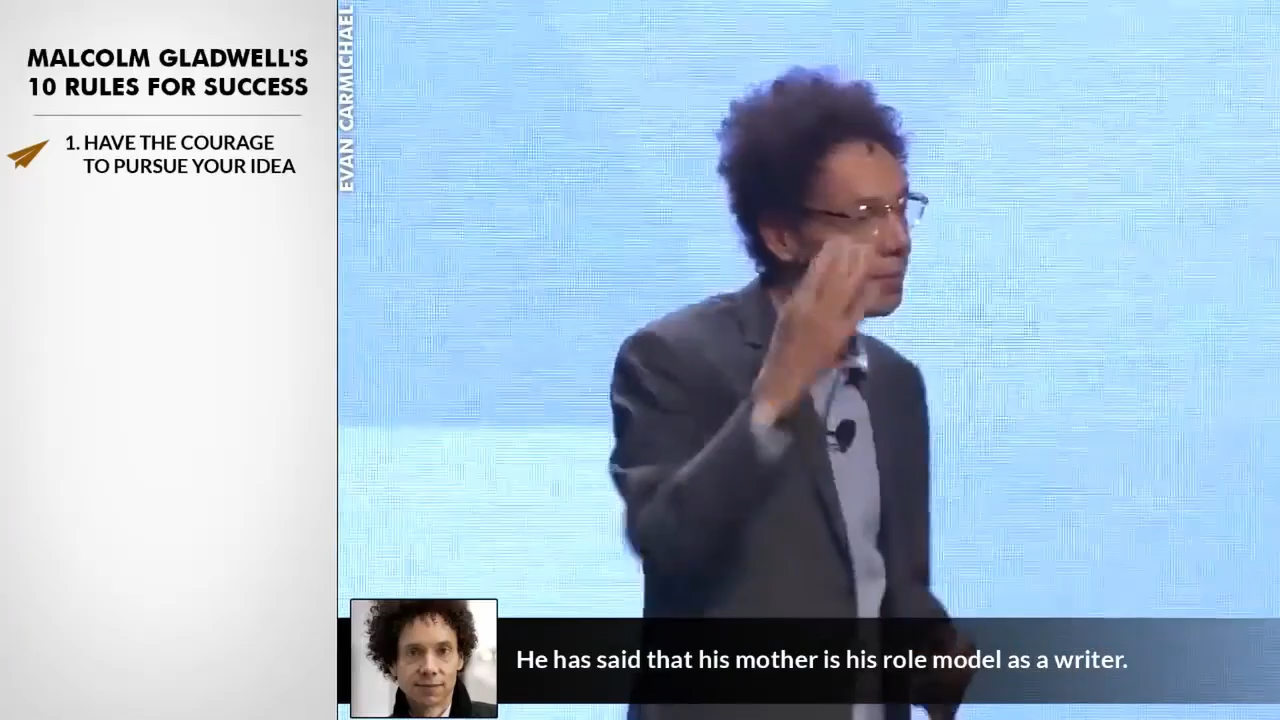 MALCOLM GLADWELL'S
10 RULES FOR SUCCESS
1. HAVE THE COURAGE
TO PURSUE YOUR IDEA
EVAN CARMICHAEL
He has said that his mother is his role model as a writer.